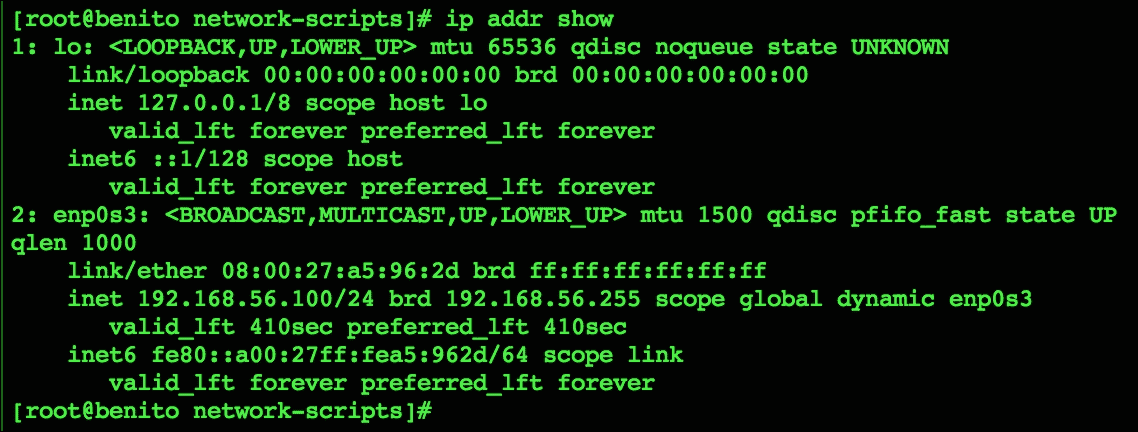 [root@benito network-scripts]# ip addr show
1: lo: <LOOPBACK,UP,LOWER_UP> mtu 65536 qdisc noqueue state UNKNOWN
    link/loopback 00:00:00:00:00:00 brd 00:00:00:00:00:00
    inet 127.0.0.1/8 scope host lo
       valid_lft forever preferred_lft forever
    inet6 ::1/128 scope host
       valid_lft forever preferred_lft forever
2: enp0s3: <BROADCAST,MULTICAST,UP,LOWER_UP> mtu 1500 qdisc pfifo_fast state UP
qlen 1000
    link/ether 08:00:27:a5:96:2d brd ff:ff:ff:ff:ff:ff
    inet 192.168.56.100/24 brd 192.168.56.255 scope global dynamic enp0s3
       valid_lft 410sec preferred_lft 410sec
    inet6 fe80::a00:27ff:fea5:962d/64 scope link
       valid_lft forever preferred_lft forever
[root@benito network-scripts]#